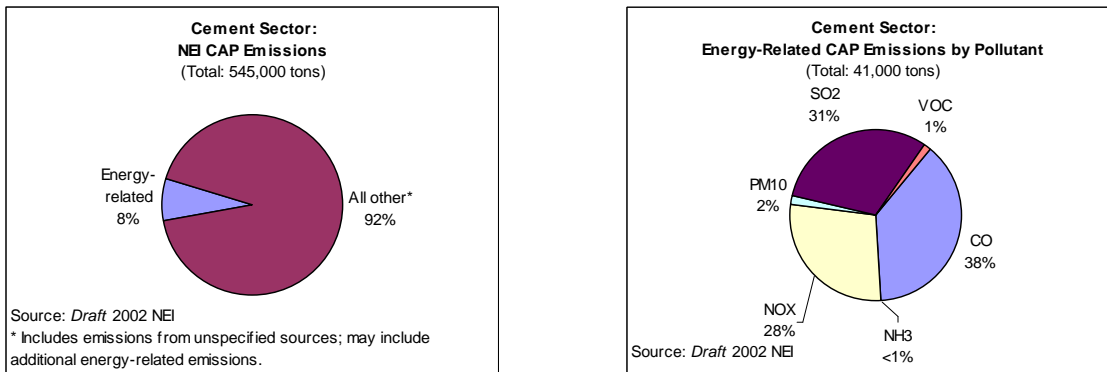 Cement Sector:
NEI CAP Emissions
(Total: 545,000 tons)
Energy-
related
8%
All other*
92%
Source: Draft 2002 NEI
* Includes emissions from unspecified sources; may include
additional energy-related emissions.
Cement Sector:
Energy-Related CAP Emissions by Pollutant
(Total: 41,000 tons)
SO2
31%
VOC
1%
PM10
2%
CO
38%
NOX
28%
NH3
<1%
Source: Draft 2002 NEI